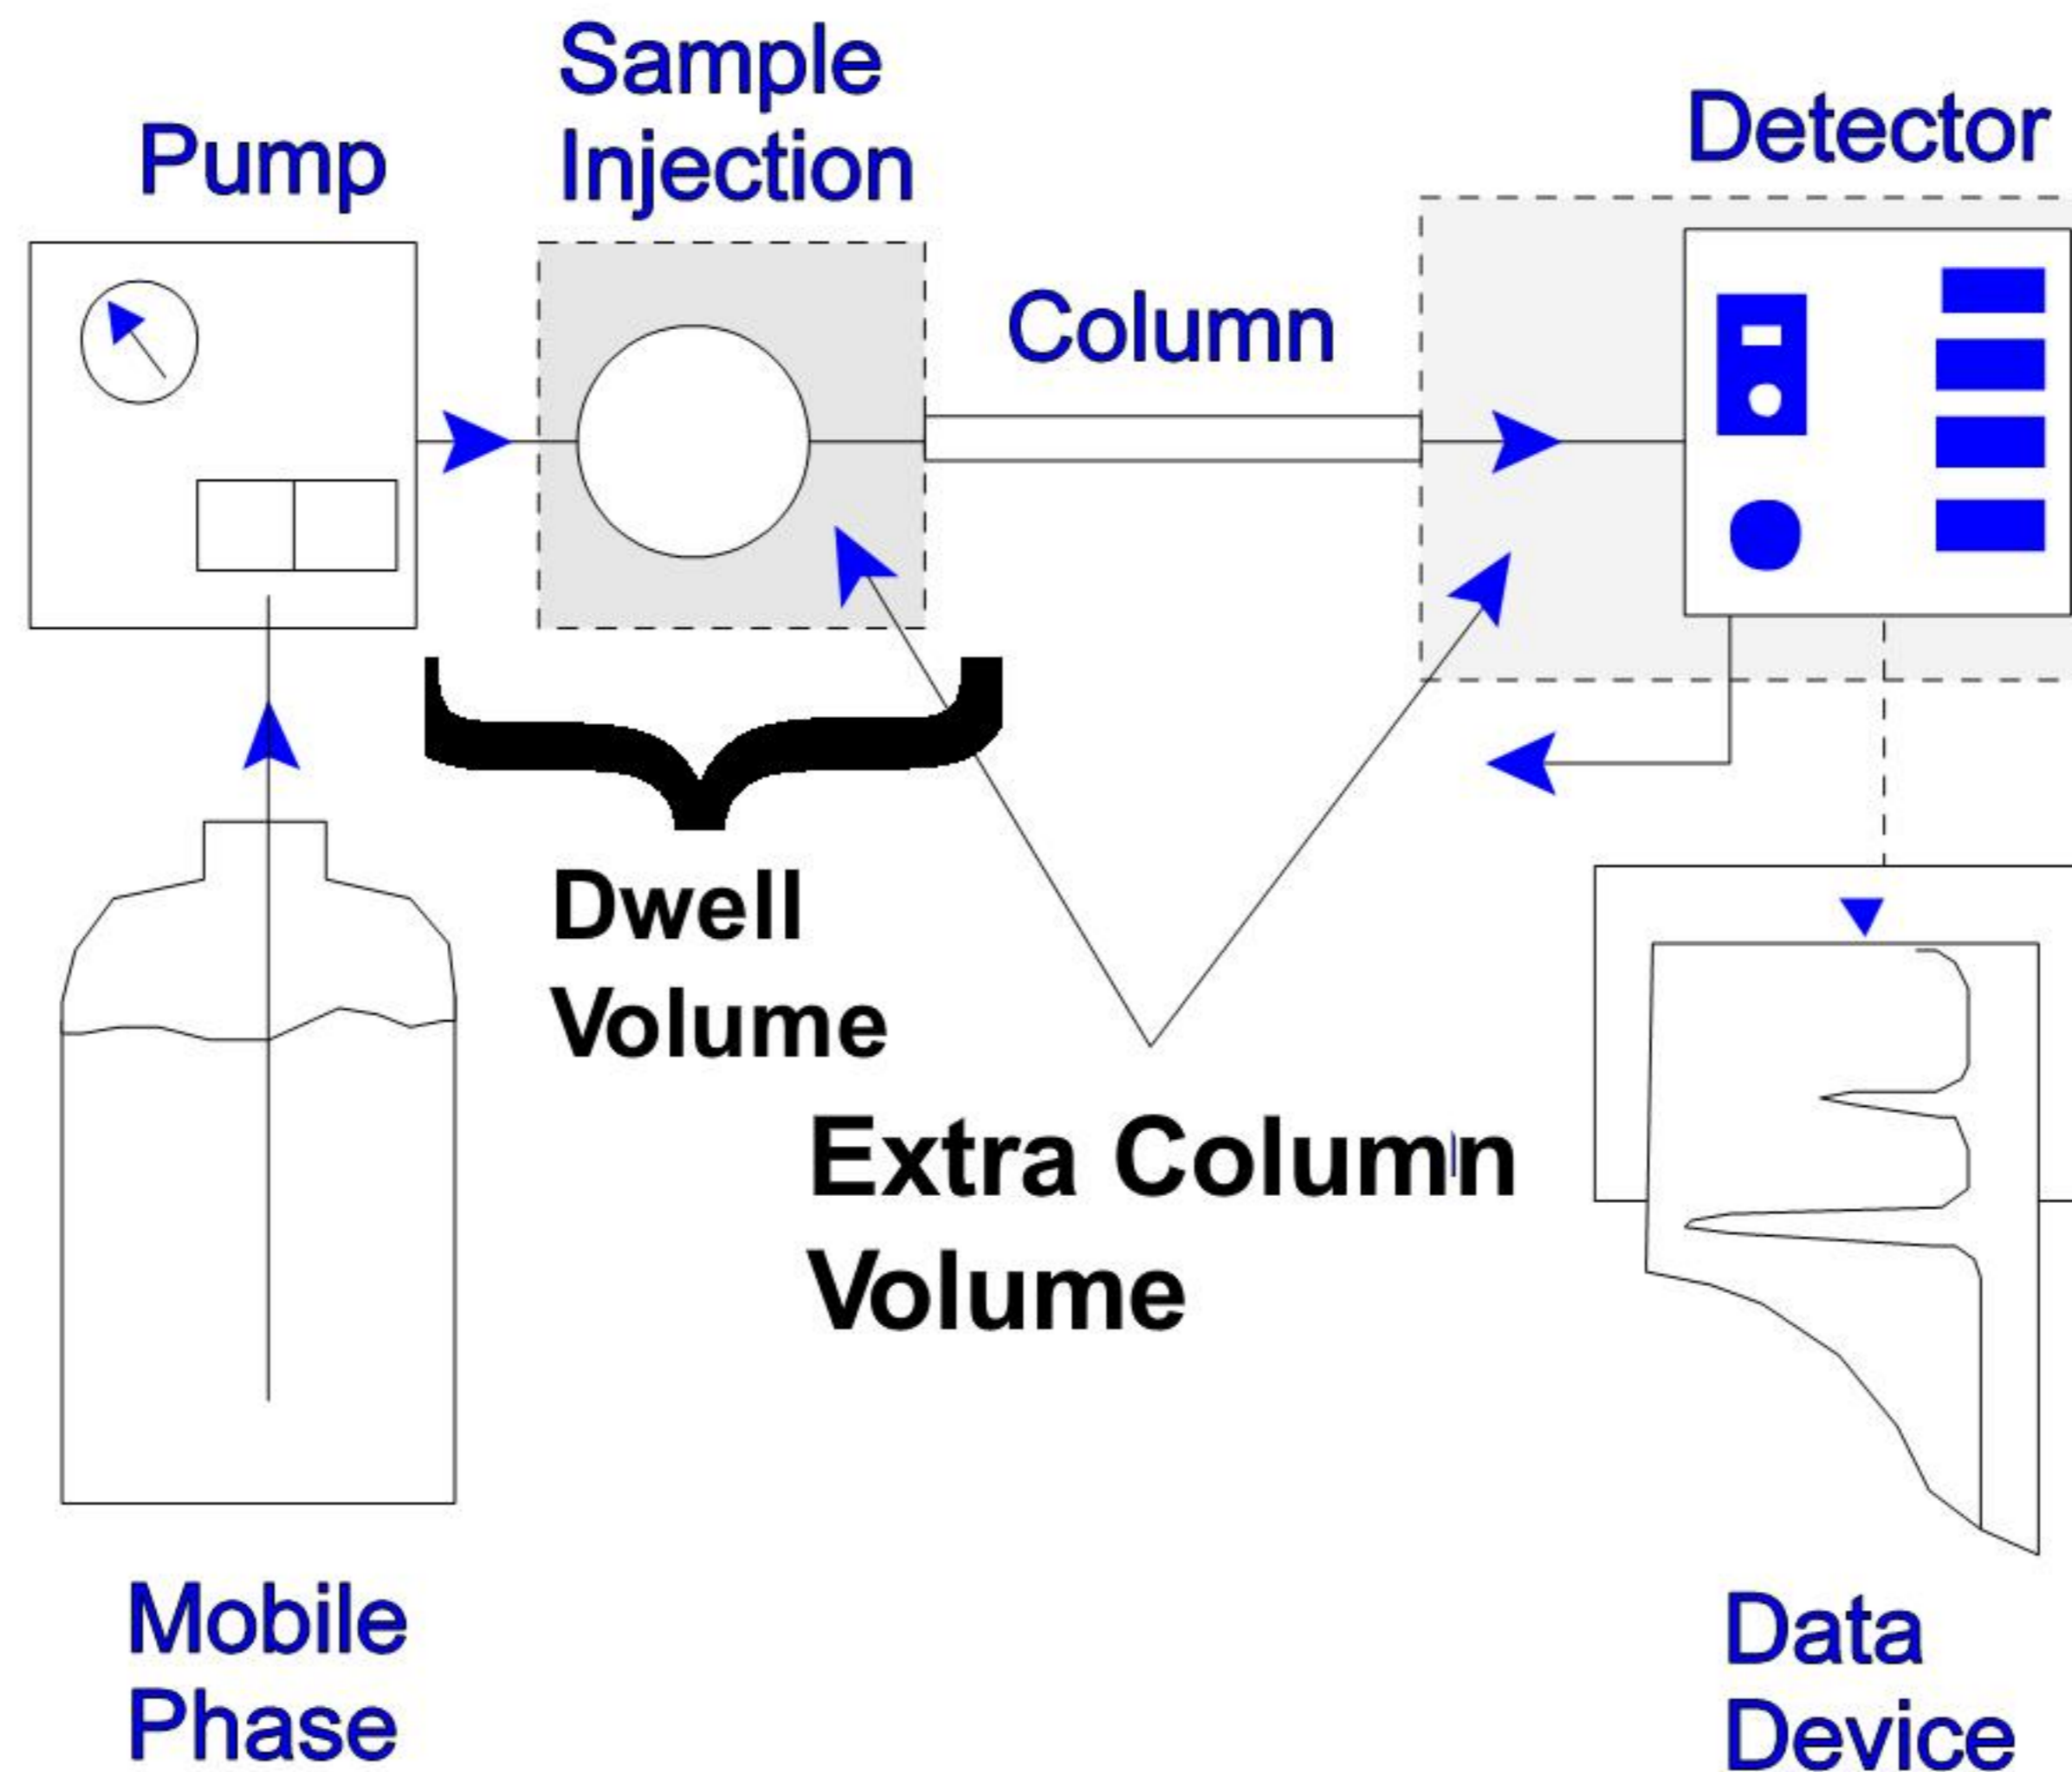 Pump
Sample
Injection
Column
Detector
Dwell
Volume
Extra Column
Volume
Mobile
Phase
Data
Device